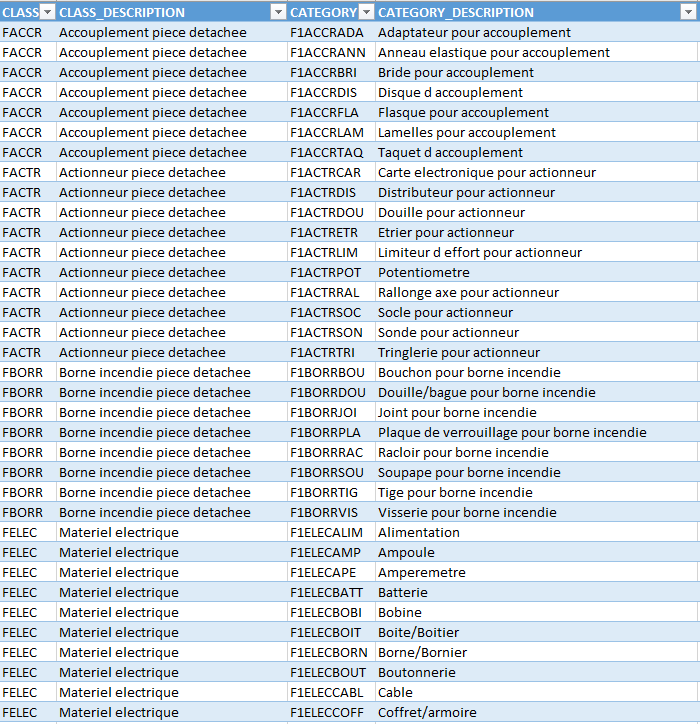 CLASS CLASS_DESCRIPTION CATEGORY CATEGORY_DESCRIPTION
FACCR Accouplement piece detachee F1ACCRADA Adaptateur pour accouplement
FACCR Accouplement piece detachee F1ACCRANN Anneau elastique pour accouplement
FACCR Accouplement piece detachee F1ACCRBRI Bride pour accouplement
FACCR Accouplement piece detachee F1ACCRDIS Disque d accouplement
FACCR Accouplement piece detachee F1ACCRFLA Flasque pour accouplement
FACCR Accouplement piece detachee F1ACCRLAM Lamelles pour accouplement
FACCR Accouplement piece detachee F1ACCRTAQ Taquet d accouplement
FACTR Actionneur piece detachee F1ACTRCAR Carte electronique pour actionneur
FACTR Actionneur piece detachee F1ACTRDIS Distributeur pour actionneur
FACTR Actionneur piece detachee F1ACTRDOU Douille pour actionneur
FACTR Actionneur piece detachee F1ACTRETR Etrier pour actionneur
FACTR Actionneur piece detachee F1ACTRLIM Limiteur d effort pour actionneur
FACTR Actionneur piece detachee F1ACTRPOT Potentiometre
FACTR Actionneur piece detachee F1ACTRRAL Rallonge axe pour actionneur
FACTR Actionneur piece detachee F1ACTRSOC Socle pour actionneur
FACTR Actionneur piece detachee F1ACTRSON Sonde pour actionneur
FACTR Actionneur piece detachee F1ACTRTRI Tringlerie pour actionneur
FBORR Borne incendie piece detachee F1BORRBOU Bouchon pour borne incendie
FBORR Borne incendie piece detachee F1BORRDOU Douille/bague pour borne incendie
FBORR Borne incendie piece detachee F1BORRJOI Joint pour borne incendie
FBORR Borne incendie piece detachee F1BORRPLA Plaque de verrouillage pour borne incendie
FBORR Borne incendie piece detachee F1BORRRAC Racloir pour borne incendie
FBORR Borne incendie piece detachee F1BORRSOU Soupape pour borne incendie
FBORR Borne incendie piece detachee F1BORRTIG Tige pour borne incendie
FBORR Borne incendie piece detachee F1BORRVIS Visserie pour borne incendie
FELEC Materiel electrique F1ELECALIM Alimentation
FELEC Materiel electrique F1ELECAMP Ampoule
FELEC Materiel electrique F1ELECAPE Amperemetre
FELEC Materiel electrique F1ELECBATT Batterie
FELEC Materiel electrique F1ELECBOBI Bobine
FELEC Materiel electrique F1ELECBOIT Boite/Boitier
FELEC Materiel electrique F1ELECBORN Borne/Bornier
FELEC Materiel electrique F1ELECBOUT Boutonnerie
FELEC Materiel electrique F1ELECCABL Cable
FELEC Materiel electrique F1ELECCOFF Coffret/armoire